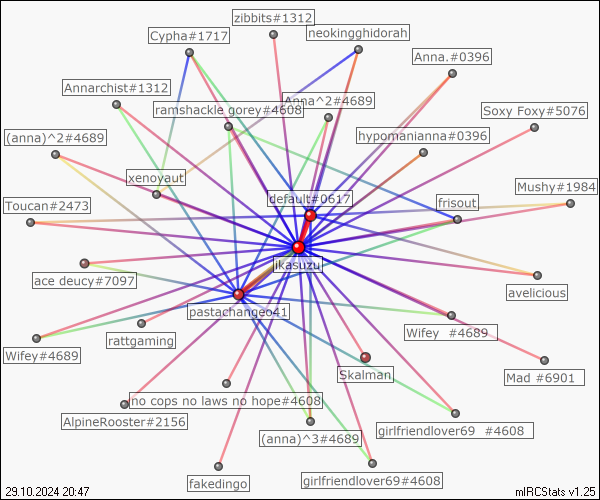 zibbits#1312
Cypha#1717
neokingghidorah
Anna.#0396
Annarchist#1312
ramshackle gorey#4608
Anna^2#4689
Soxy Foxy#5076
(anna)^2#4689
hypomanianna#0396
xenoyaut
Mushy#1984
default#0617
Toucan#2473
frisout
ikasuzu
ace deucy#7097
avelicious
pastachangeo41
Wifey #4689
rattgaming
Wifey#4689
Skalman
Mad #6901
no cops no laws no hope#4608
AlpineRooster#2156
girlfriendlover69 #4608
(anna)^3#4689
fakedingo
girlfriendlover69#4608
29.10.2024 20:47
mIRCStats v1.25